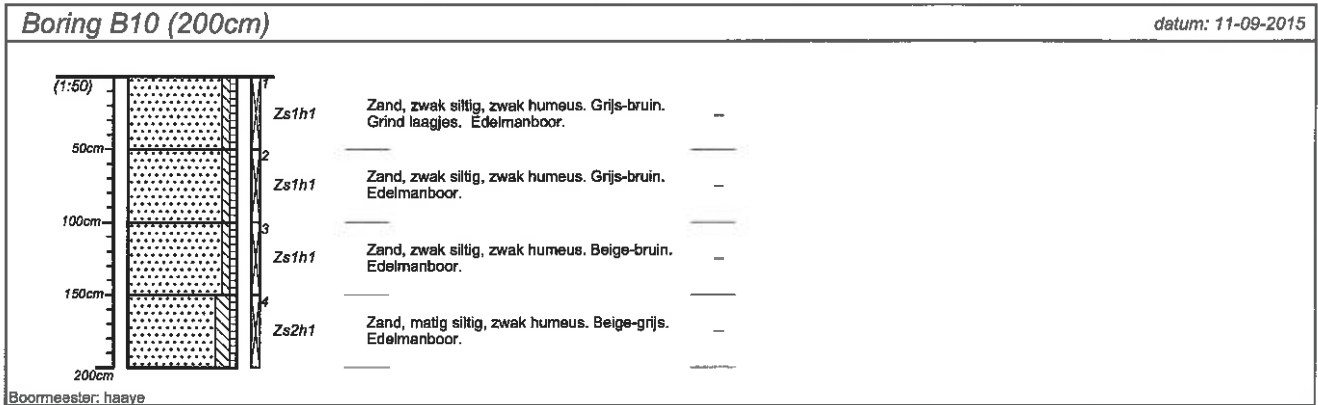 Boring B10 (200cm)
datum: 11-09-2015
(1:50)
1
Zs1h1
Zand, zwak siltig, zwak humeus. Grijs-bruin.
Grind laagjes. Edelmanboor.
–
50cm
2
Zs1h1
Zand, zwak siltig, zwak humeus. Grijs-bruin.
Edelmanboor.
–
100cm
3
Zs1h1
Zand, zwak siltig, zwak humeus. Beige-bruin.
Edelmanboor.
–
150cm
4
Zs2h1
Zand, matig siltig, zwak humeus. Beige-grijs.
Edelmanboor.
–
200cm
Boormeester: haaye